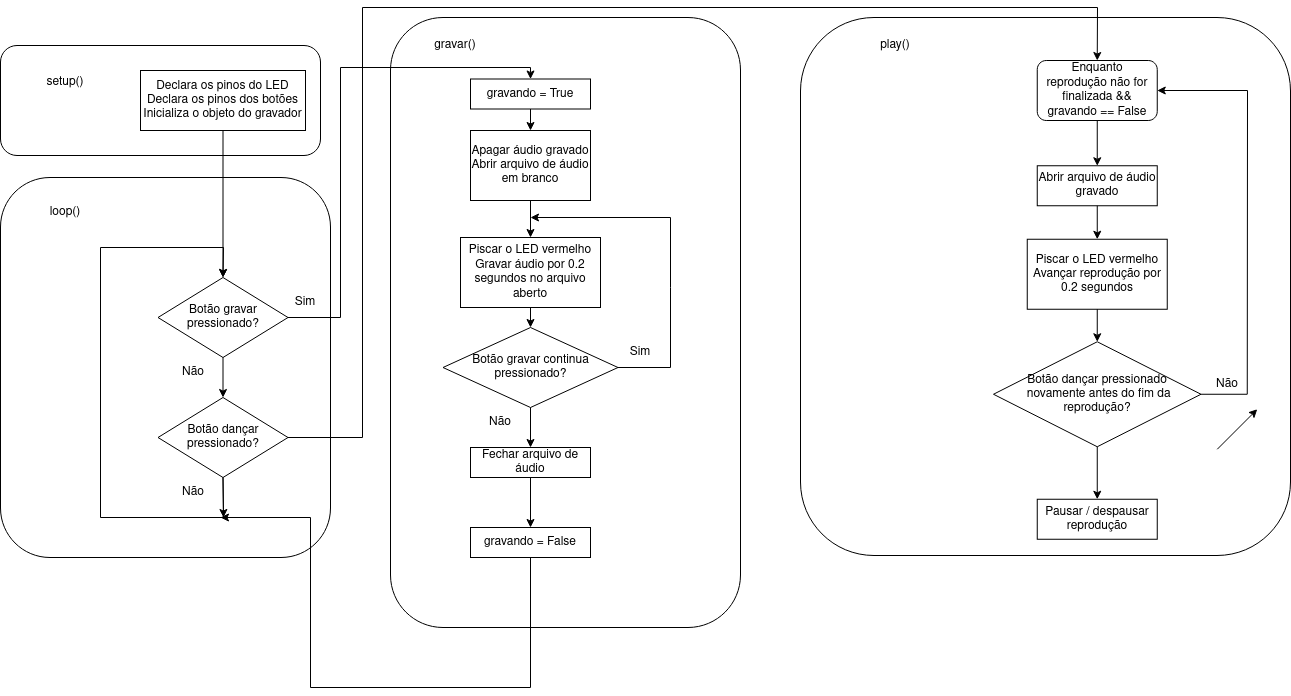 setup()
Declara os pinos do LED
Declara os pinos dos botões
Inicializa o objeto do gravador
loop()
Botão gravar
pressionado?
Sim
Não
Botão dançar
pressionado?
Não
gravar()
gravando = True
Apagar áudio gravado
Abrir arquivo de áudio
em branco
Piscar o LED vermelho
Gravar áudio por 0.2
segundos no arquivo
aberto
Botão gravar continua
pressionado?
Sim
Não
Fechar arquivo de
áudio
gravando = False
play()
Enquanto
reprodução não for
finalizada &&
gravando == False
Abrir arquivo de áudio
gravado
Piscar o LED vermelho
Avançar reprodução por
0.2 segundos
Botão dançar pressionado
novamente antes do fim da
reprodução?
Não
Pausar / despausar
reprodução